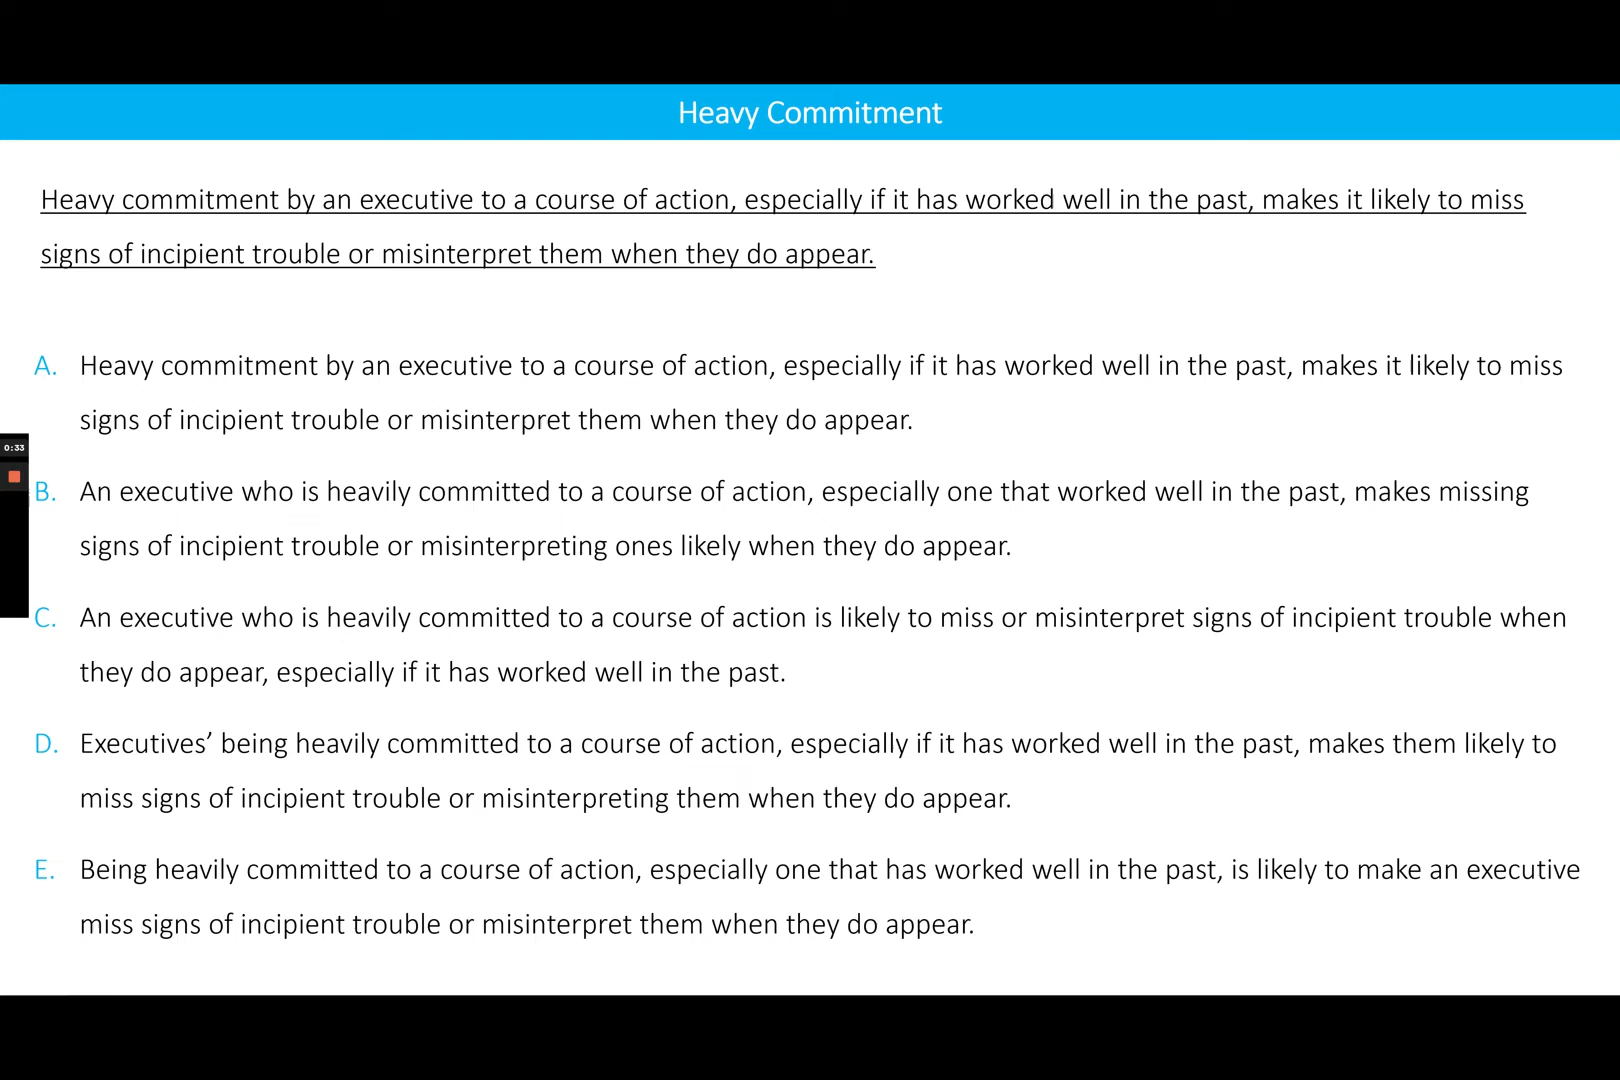 Heavy Commitment
Heavy commitment by an executive to a course of action, especially if it has worked well in the past, makes it likely to miss
signs of incipient trouble or misinterpret them when they do appear.
A. Heavy commitment by an executive to a course of action, especially if it has worked well in the past, makes it likely to miss
signs of incipient trouble or misinterpret them when they do appear.
0:33
B. An executive who is heavily committed to a course of action, especially one that worked well in the past, makes missing
signs of incipient trouble or misinterpreting ones likely when they do appear.
C. An executive who is heavily committed to a course of action is likely to miss or misinterpret signs of incipient trouble when
they do appear, especially if it has worked well in the past.
D. Executives’ being heavily committed to a course of action, especially if it has worked well in the past, makes them likely to
miss signs of incipient trouble or misinterpreting them when they do appear.
E. Being heavily committed to a course of action, especially one that has worked well in the past, is likely to make an executive
miss signs of incipient trouble or misinterpret them when they do appear.